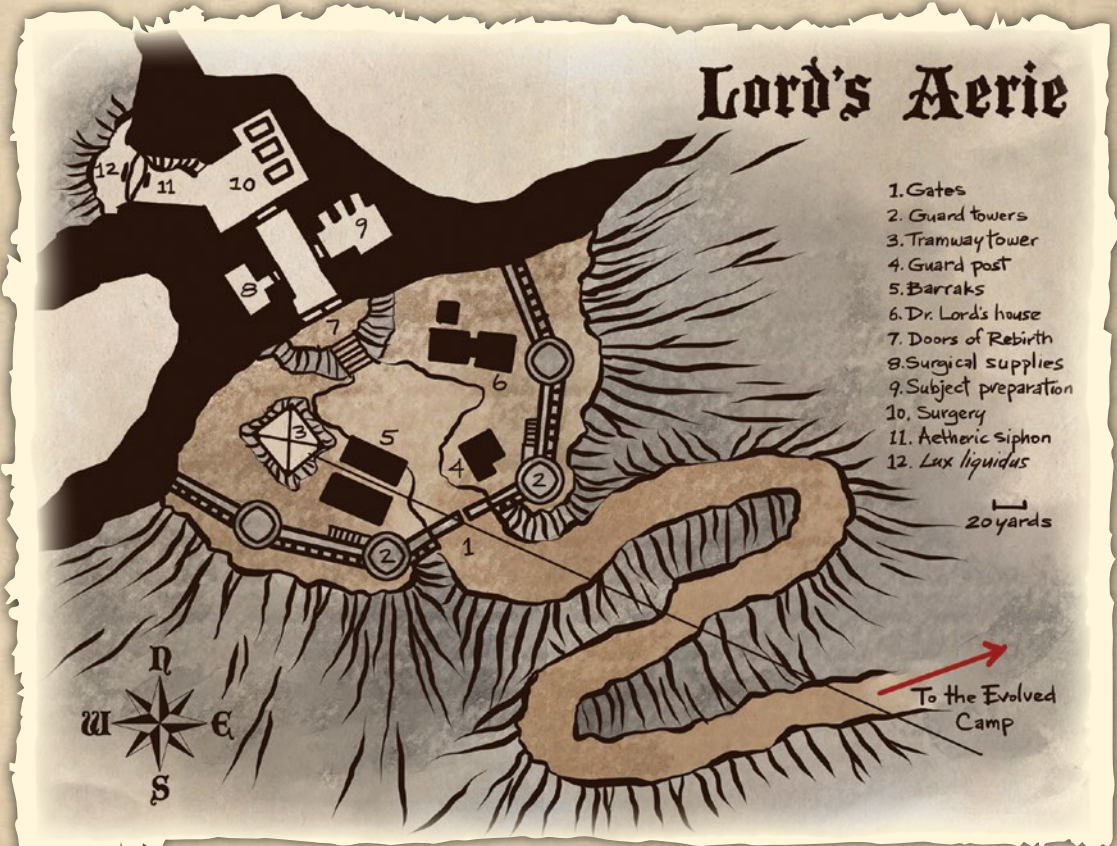 Lord's Aerie
1. Gates
2. Guard towers
3. Tramway tower
4. Guard post
5. Barraks
6. Dr. Lord's house
7. Doors of Rebirth
8. Surgical supplies
9. Subject preparation
10. Surgery
11. Aetheric siphon
12. Lux liquidus
20 yards
12
11
10
9
8
7
6
3
5
4
2
2
1
N
W E
S
To the Evolved
Camp